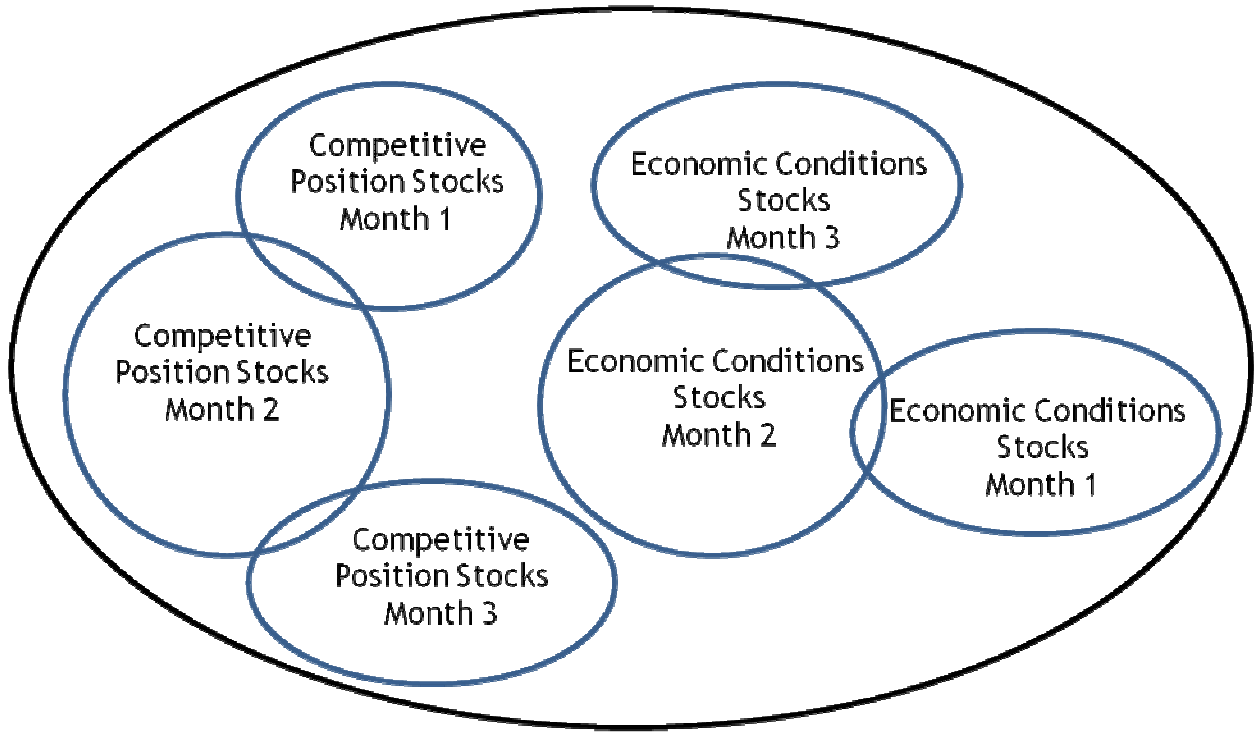 Competitive
Position Stocks
Month 1
Economic Conditions
Stocks
Month 3
Competitive
Position Stocks
Month 2
Economic Conditions
Stocks
Month 2
Economic Conditions
Stocks
Month 1
Competitive
Position Stocks
Month 3